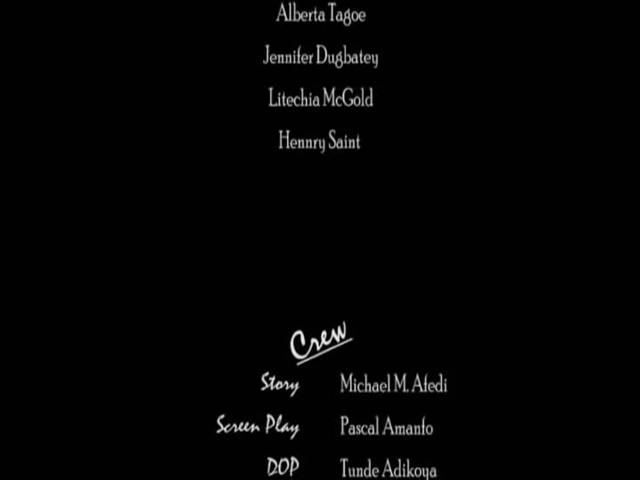 Alberta Tagoe
Jennifer Dugbatey
Litechia McGold
Hennry Saint
Crew
Story Michael M. Afedi
Screen Play Pascal Amanfo
DOP Tunde Adikoya